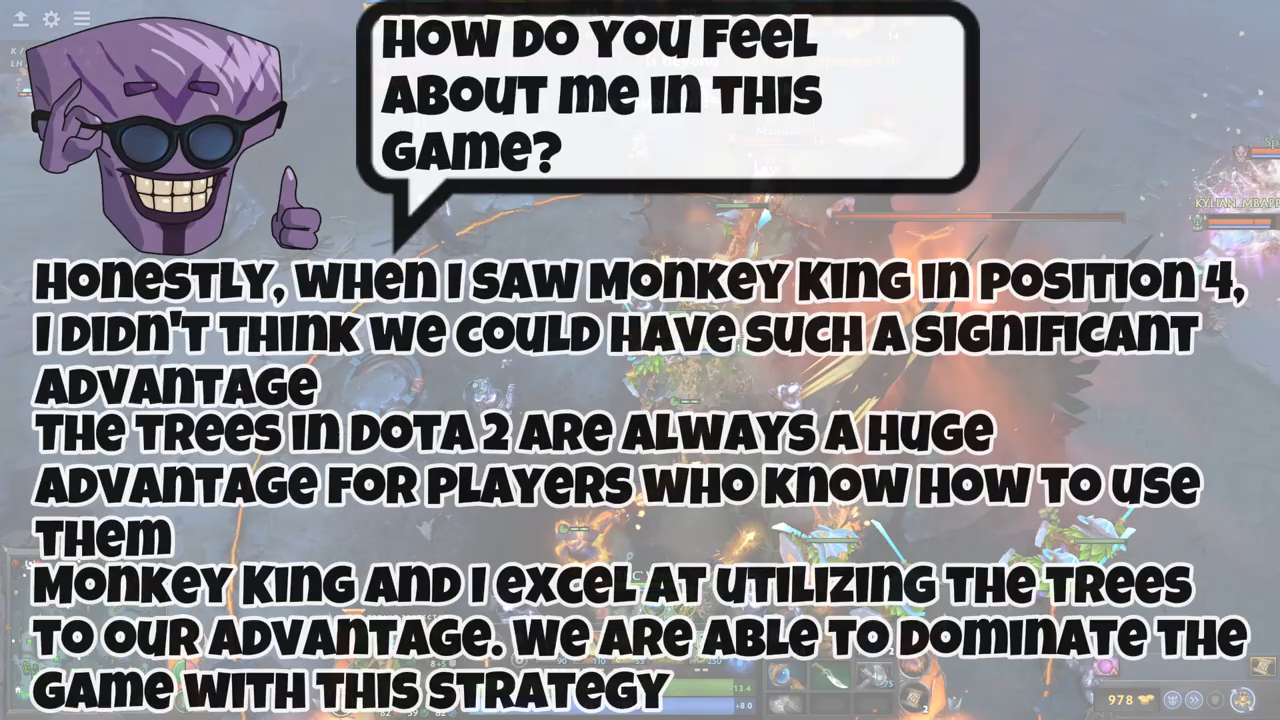 HOW DO YOU FEEL
ABOUT ME IN THIS
GAME?
HONESTLY, WHEN I SAW MONKEY KING IN POSITION 4,
I DIDN'T THINK WE COULD HAVE SUCH A SIGNIFICANT
ADVANTAGE
THE TREES IN DOTA 2 ARE ALWAYS A HUGE
ADVANTAGE FOR PLAYERS WHO KNOW HOW TO USE
THEM
MONKEY KING AND I EXCEL AT UTILIZING THE TREES
TO OUR ADVANTAGE. WE ARE ABLE TO DOMINATE THE
GAME WITH THIS STRATEGY
978